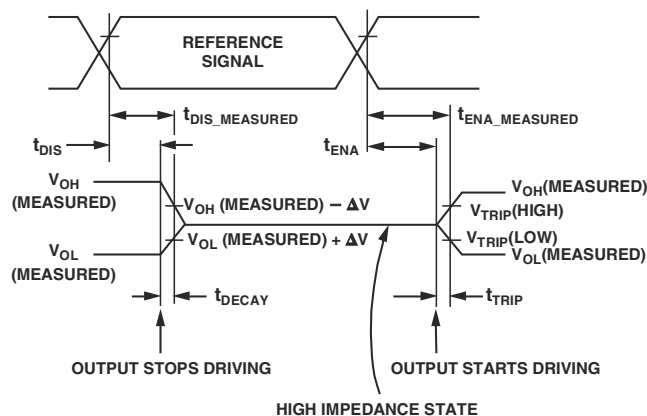 REFERENCE
SIGNAL
tDIS_MEASURED
tENA_MEASURED
tDIS
tENA
VOH
(MEASURED)
VOH (MEASURED) – ΔV
VOH(MEASURED)
VTRIP(HIGH)
VOL
(MEASURED)
VOL (MEASURED) + ΔV
VTRIP(LOW)
VOL(MEASURED)
tDECAY
tTRIP
OUTPUT STOPS DRIVING
OUTPUT STARTS DRIVING
HIGH IMPEDANCE STATE